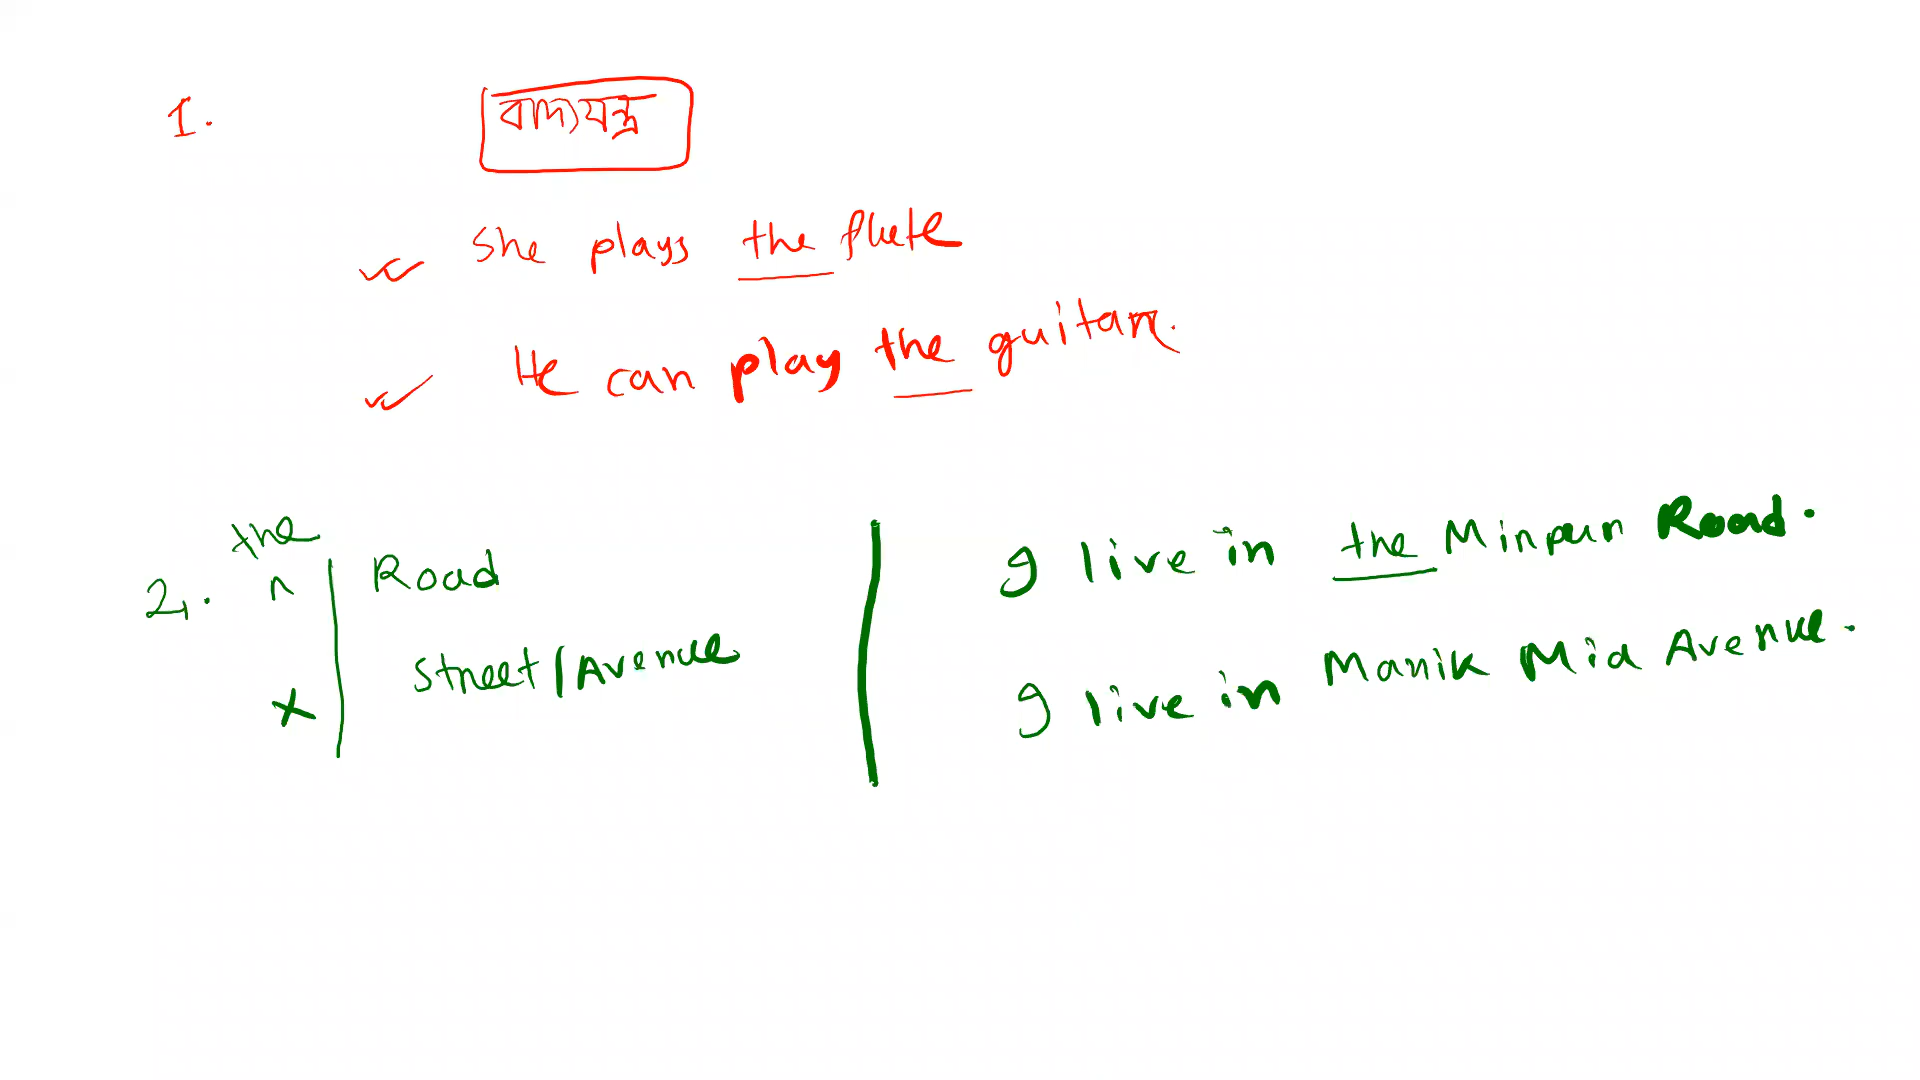 1.
বাদ্যযন্ত্র
She plays the flute
He can play the guitar.
the
2. ∩ Road
Street/Avenue
x
I live in the Mirpur Road.
I live in Manik Mia Avenue.